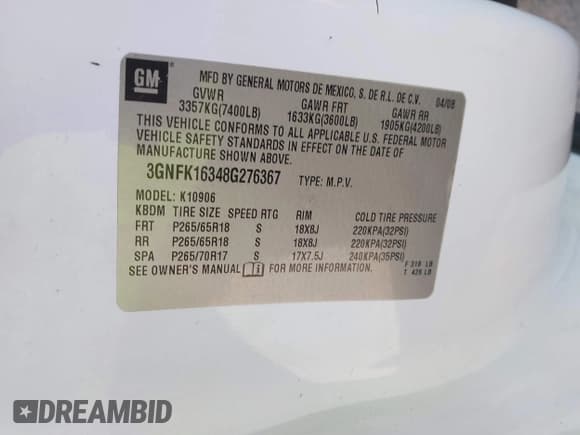 GM
MFD BY GENERAL MOTORS DE MEXICO, S. DE R.L. DE C.V. 04/08
GVWR GAWR FRT GAWR RR
3357KG(7400LB) 1633KG(3600LB) 1905KG(4200LB)
THIS VEHICLE CONFORMS TO ALL APPLICABLE U.S. FEDERAL MOTOR
VEHICLE SAFETY STANDARDS IN EFFECT ON THE DATE OF
MANUFACTURE SHOWN ABOVE.
3GNFK16348G276367 TYPE: M.P.V.
MODEL: K10906
KBDM TIRE SIZE SPEED RTG RIM COLD TIRE PRESSURE
FRT P265/65R18 S 18X8J 220KPA(32PSI)
RR P265/65R18 S 18X8J 220KPA(32PSI)
SPA P265/70R17 S 17X7.5J 240KPA(35PSI)
SEE OWNER'S MANUAL i FOR MORE INFORMATION.
F 318 LB
T 425 LB
DREAMBID